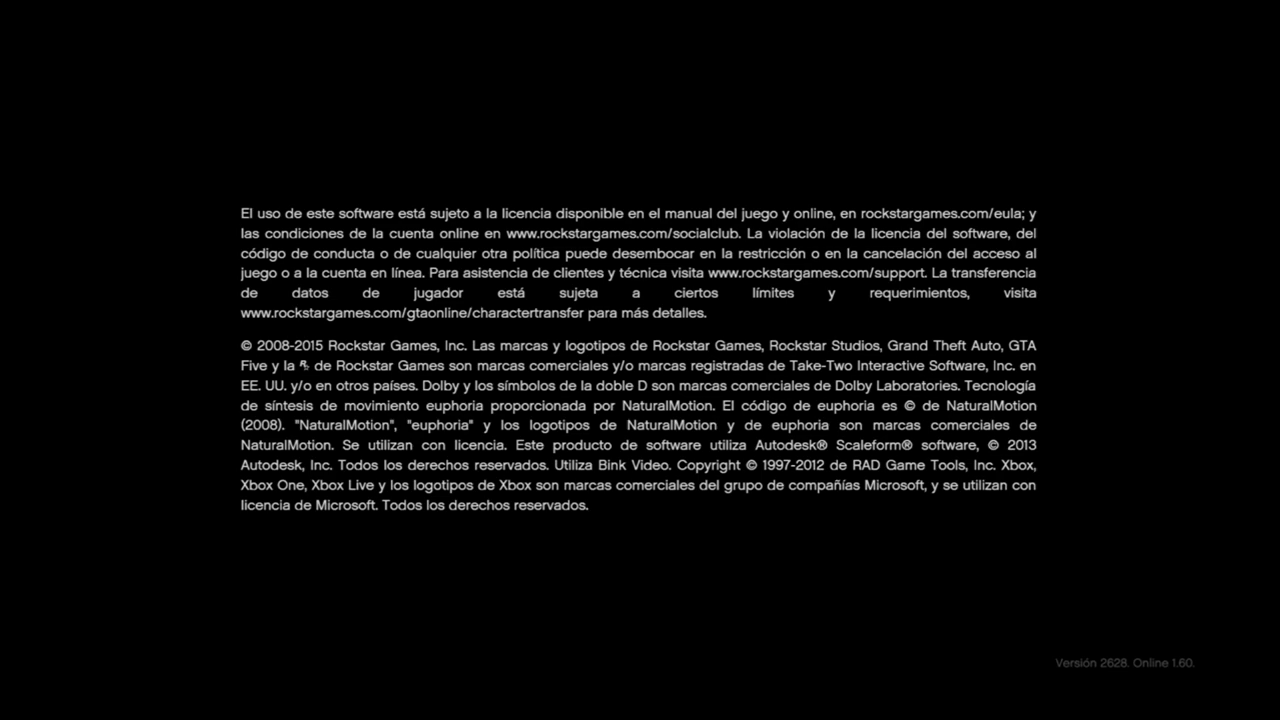 El uso de este software está sujeto a la licencia disponible en el manual del juego y online, en rockstargames.com/eula; y
las condiciones de la cuenta online en www.rockstargames.com/socialclub. La violación de la licencia del software, del
código de conducta o de cualquier otra política puede desembocar en la restricción o en la cancelación del acceso al
juego o a la cuenta en línea. Para asistencia de clientes y técnica visita www.rockstargames.com/support. La transferencia
de datos de jugador está sujeta a ciertos límites y requerimientos, visita
www.rockstargames.com/gtaonline/charactertransfer para más detalles.
© 2008-2015 Rockstar Games, Inc. Las marcas y logotipos de Rockstar Games, Rockstar Studios, Grand Theft Auto, GTA
Five y la R* de Rockstar Games son marcas comerciales y/o marcas registradas de Take-Two Interactive Software, Inc. en
EE. UU. y/o en otros países. Dolby y los símbolos de la doble D son marcas comerciales de Dolby Laboratories. Tecnología
de síntesis de movimiento euphoria proporcionada por NaturalMotion. El código de euphoria es © de NaturalMotion
(2008). "NaturalMotion", "euphoria" y los logotipos de NaturalMotion y de euphoria son marcas comerciales de
NaturalMotion. Se utilizan con licencia. Este producto de software utiliza Autodesk® Scaleform® software, © 2013
Autodesk, Inc. Todos los derechos reservados. Utiliza Bink Video. Copyright © 1997-2012 de RAD Game Tools, Inc. Xbox,
Xbox One, Xbox Live y los logotipos de Xbox son marcas comerciales del grupo de compañías Microsoft, y se utilizan con
licencia de Microsoft. Todos los derechos reservados.
Versión 2628. Online 1.60.